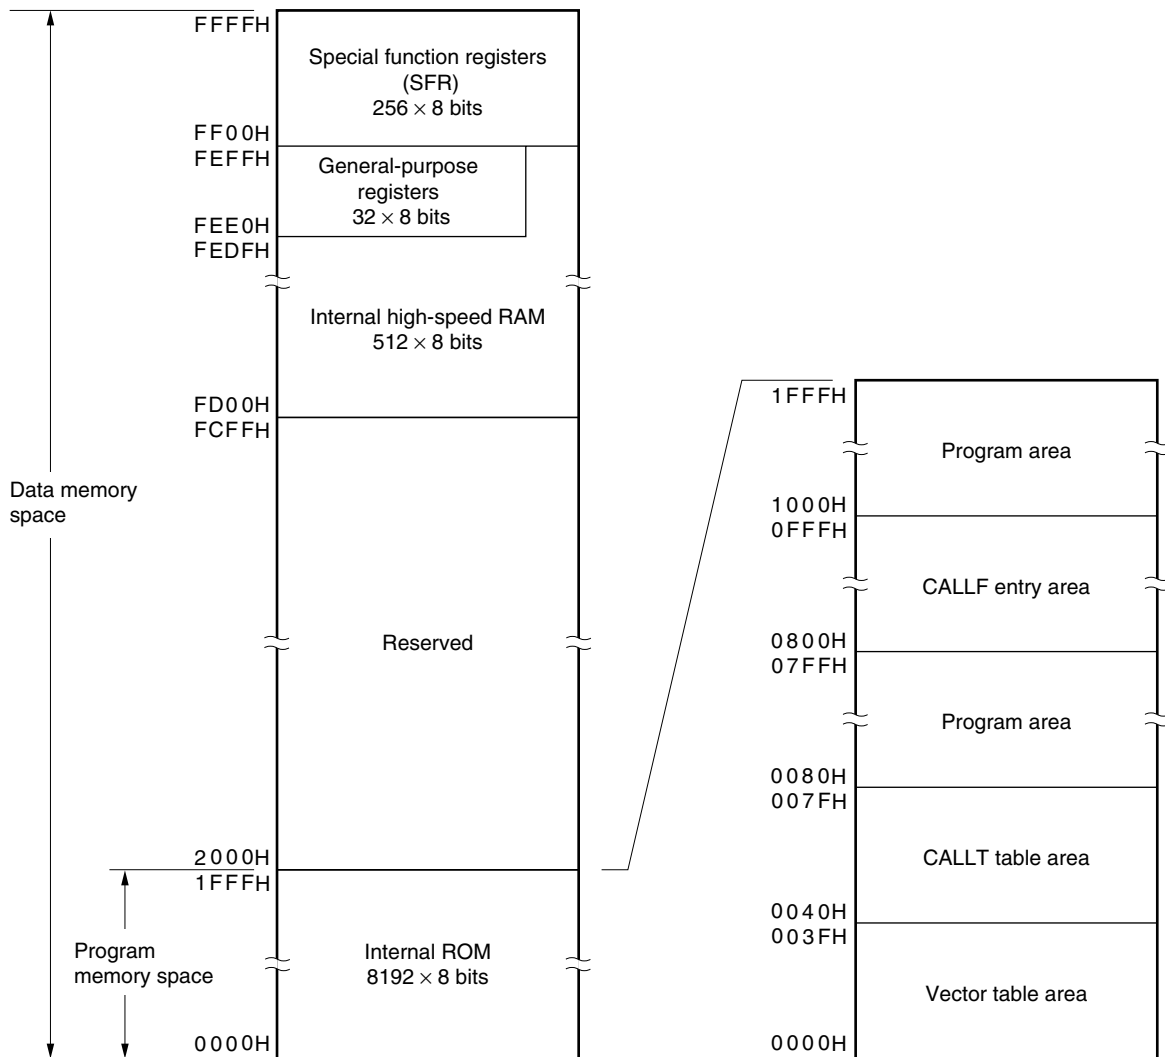 FFFFH
Special function registers
(SFR)
256 × 8 bits
FF00H
FEFFH
General-purpose
registers
32 × 8 bits
FEE0H
FEDFH
Internal high-speed RAM
512 × 8 bits
FD00H
FCFFH
Data memory
space
Reserved
2000H
1FFFH
Program
memory space
Internal ROM
8192 × 8 bits
0000H
1FFFH
Program area
1000H
0FFFH
CALLF entry area
0800H
07FFH
Program area
0080H
007FH
CALLT table area
0040H
003FH
Vector table area
0000H